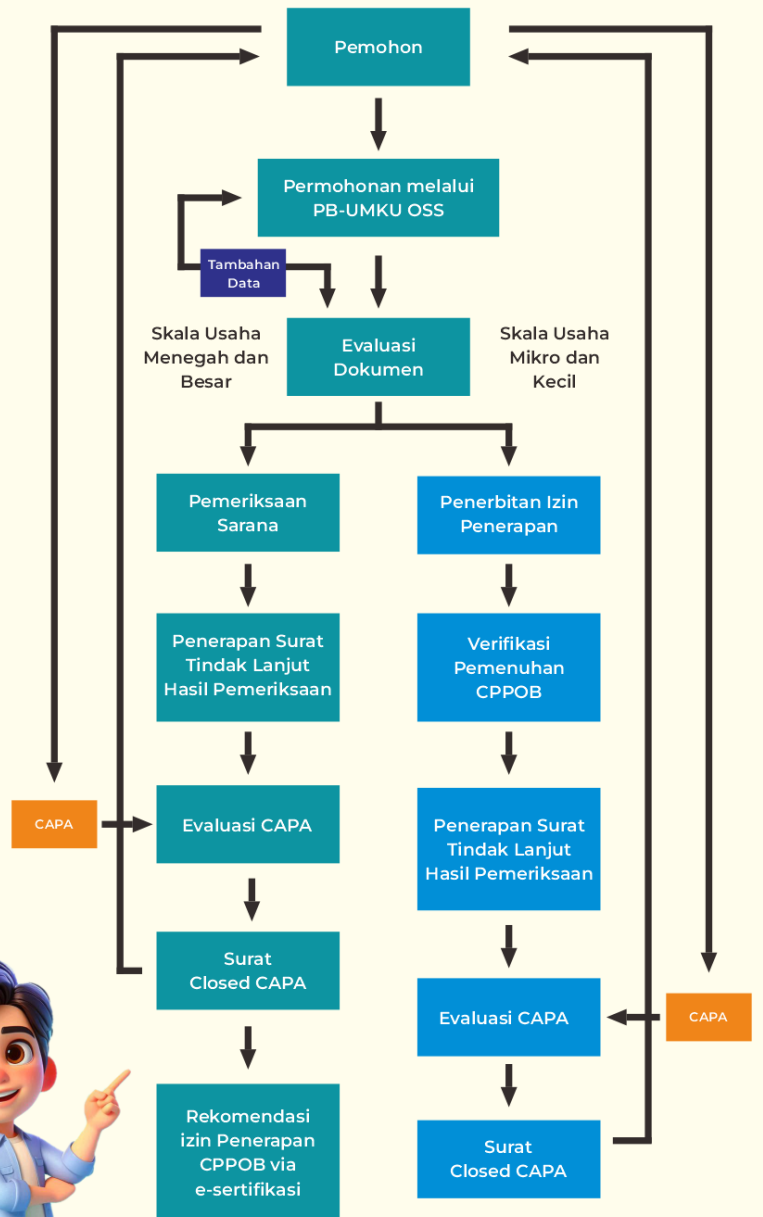 Pemohon
Permohonan melalui
PB-UMKU OSS
Tambahan
Data
Skala Usaha
Menegah dan
Besar
Evaluasi
Dokumen
Skala Usaha
Mikro dan
Kecil
Pemeriksaan
Sarana
Penerbitan Izin
Penerapan
Penerapan Surat
Tindak Lanjut
Hasil Pemeriksaan
Verifikasi
Pemenuhan
CPPOB
CAPA
Evaluasi CAPA
Penerapan Surat
Tindak Lanjut
Hasil Pemeriksaan
Surat
Closed CAPA
Evaluasi CAPA
CAPA
Rekomendasi
izin Penerapan
CPPOB via
e-sertifikasi
Surat
Closed CAPA